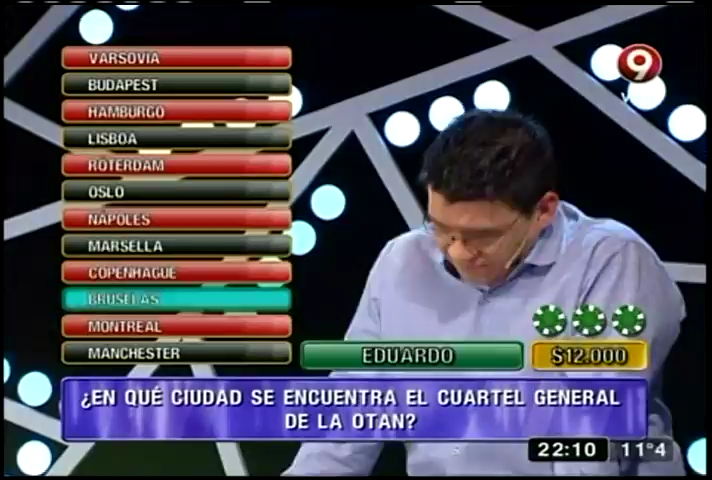 VARSOVIA
BUDAPEST
HAMBURGO
LISBOA
ROTERDAM
OSLO
NÁPOLES
MARSELLA
COPENHAGUE
BRUSELAS
MONTREAL
MANCHESTER
9
EDUARDO
$12.000
¿EN QUÉ CIUDAD SE ENCUENTRA EL CUARTEL GENERAL
DE LA OTAN?
22:10 11°4